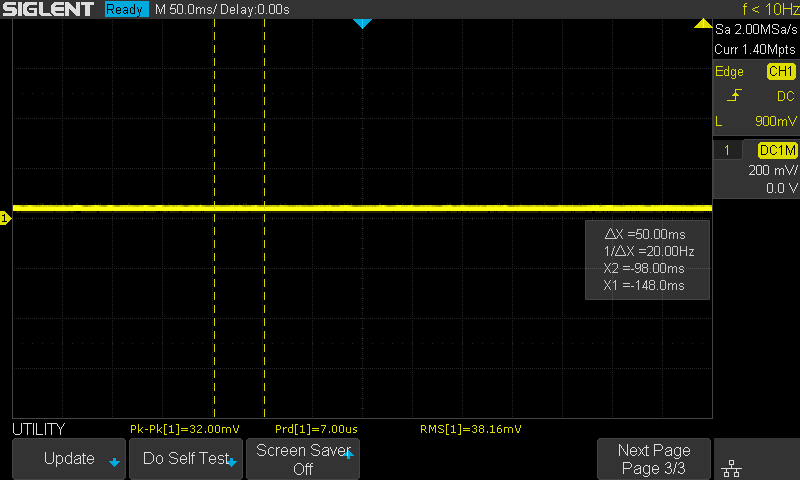 SIGLENT Ready M 50.0ms/ Delay:0.00s f < 10Hz
Sa 2.00MSa/s
Curr 1.40Mpts
Edge CH1
DC
L 900mV
1 DC1M
200 mV/
0.0 V
1
ΔX =50.00ms
1/ΔX =20.00Hz
X2 =-98.00ms
X1 =-148.0ms
UTILITY Pk-Pk[1]=32.00mV Prd[1]=7.00us RMS[1]=38.16mV
Update
Do Self Test
Screen Saver
Off
Next Page
Page 3/3